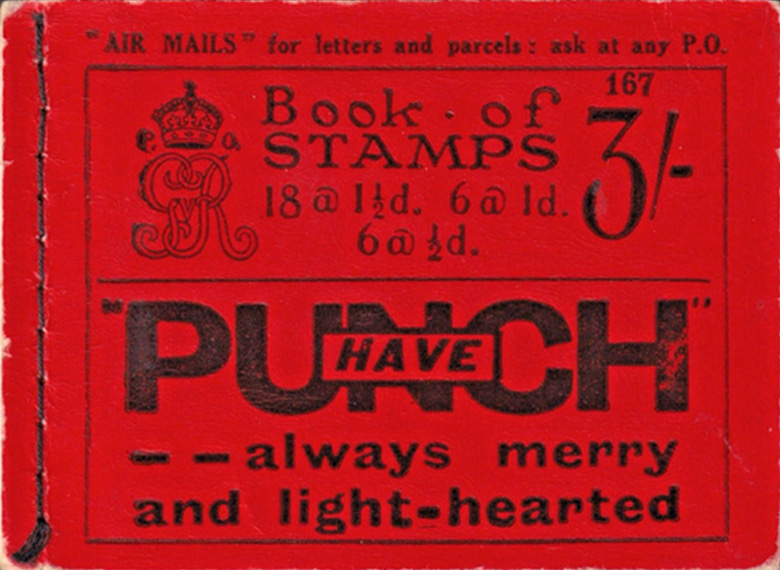 "AIR MAILS" for letters and parcels: ask at any P.O.
167
P. O.
GvR
Book · of
STAMPS
3/-
18 @ 1½d. 6 @ 1d.
6 @ ½d.
"PUNCH"
HAVE
– – always merry
and light-hearted